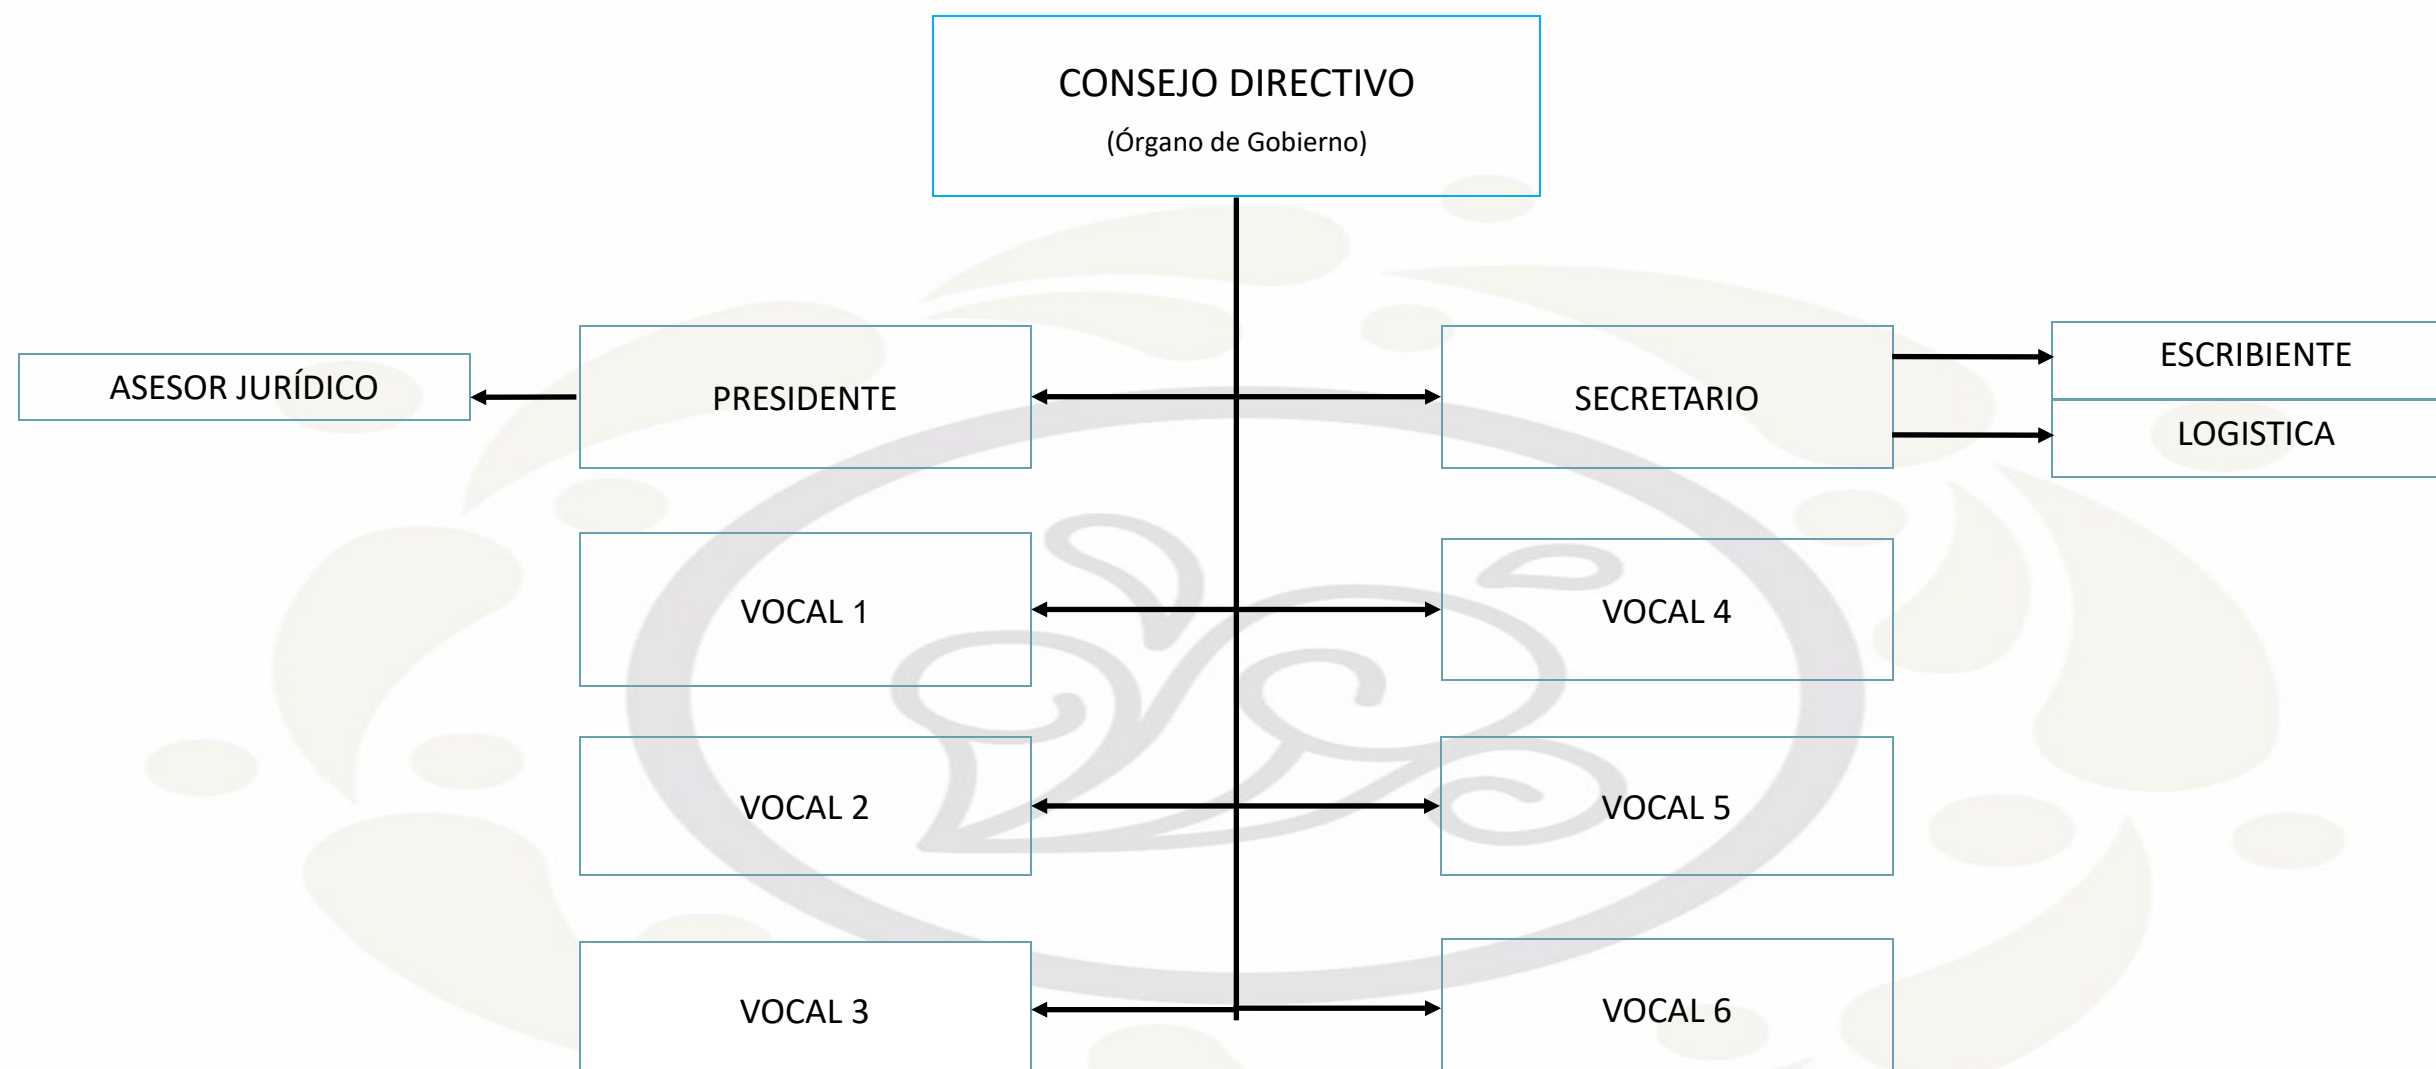 CONSEJO DIRECTIVO
(Órgano de Gobierno)
ASESOR JURÍDICO
PRESIDENTE
SECRETARIO
ESCRIBIENTE
LOGISTICA
VOCAL 1
VOCAL 4
VOCAL 2
VOCAL 5
VOCAL 3
VOCAL 6